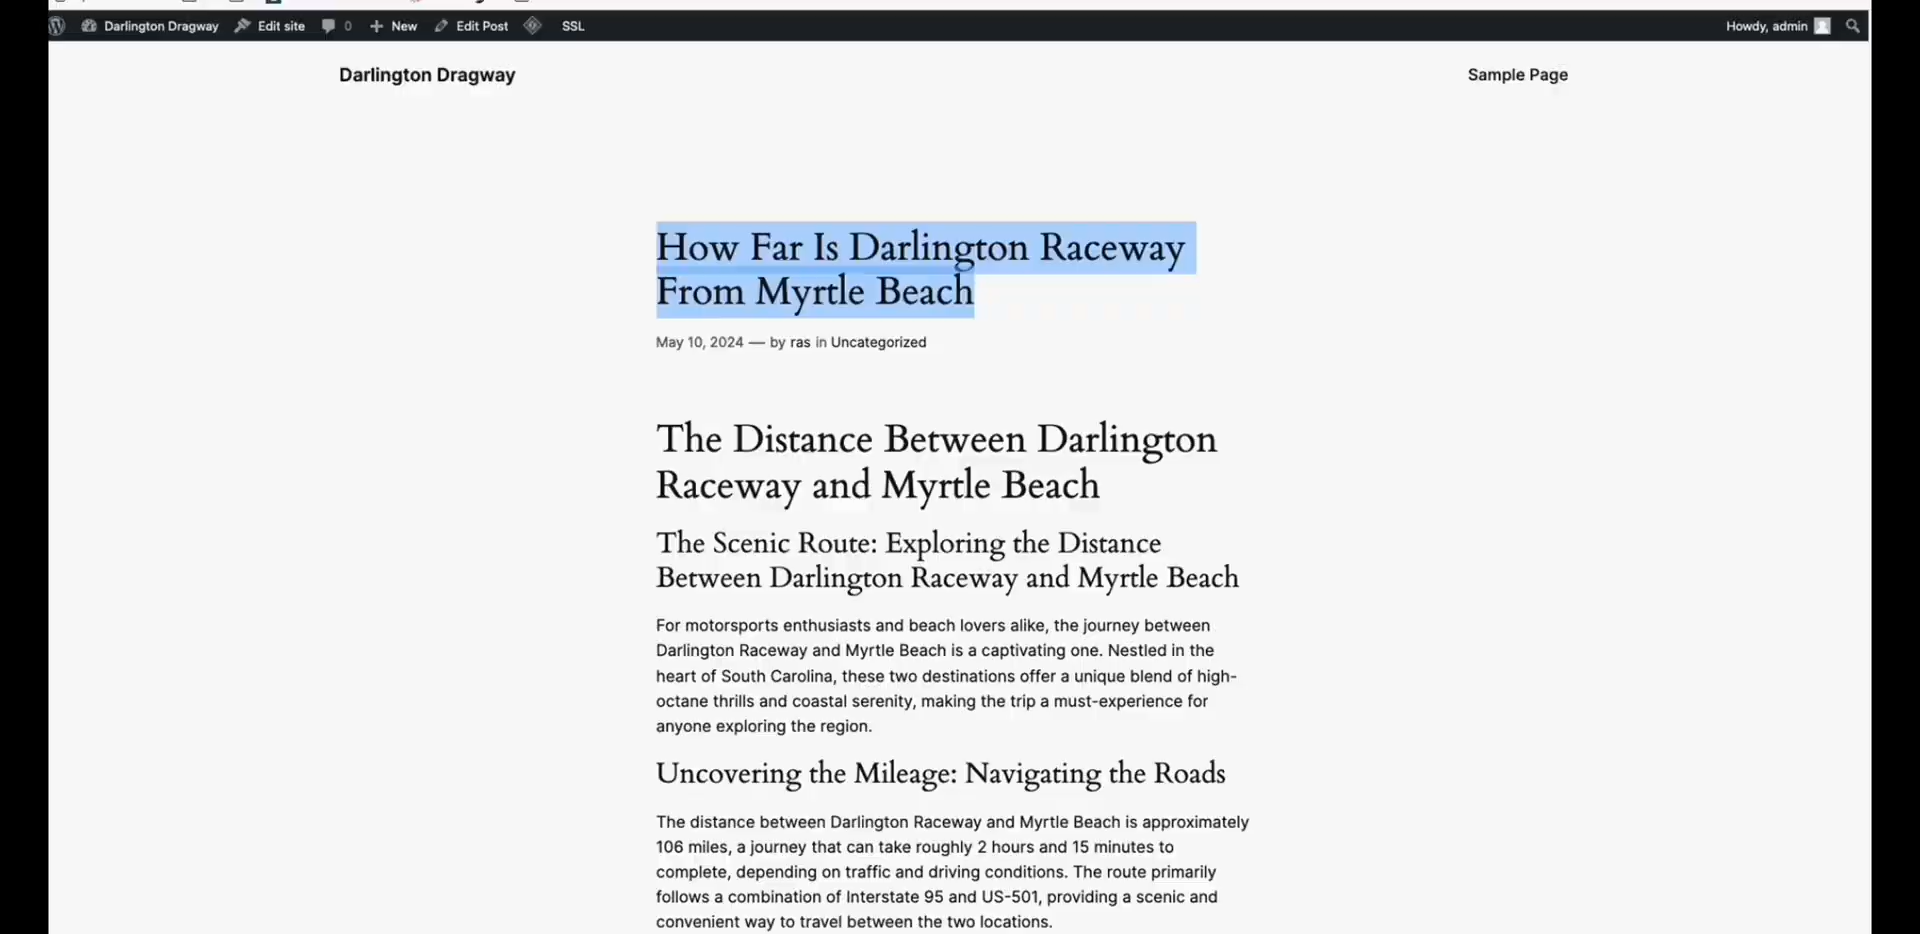 Darlington Dragway Edit site 0 New Edit Post SSL Howdy, admin
Darlington Dragway Sample Page
How Far Is Darlington Raceway
From Myrtle Beach
May 10, 2024 — by ras in Uncategorized
The Distance Between Darlington
Raceway and Myrtle Beach
The Scenic Route: Exploring the Distance
Between Darlington Raceway and Myrtle Beach
For motorsports enthusiasts and beach lovers alike, the journey between
Darlington Raceway and Myrtle Beach is a captivating one. Nestled in the
heart of South Carolina, these two destinations offer a unique blend of high-
octane thrills and coastal serenity, making the trip a must-experience for
anyone exploring the region.
Uncovering the Mileage: Navigating the Roads
The distance between Darlington Raceway and Myrtle Beach is approximately
106 miles, a journey that can take roughly 2 hours and 15 minutes to
complete, depending on traffic and driving conditions. The route primarily
follows a combination of Interstate 95 and US-501, providing a scenic and
convenient way to travel between the two locations.